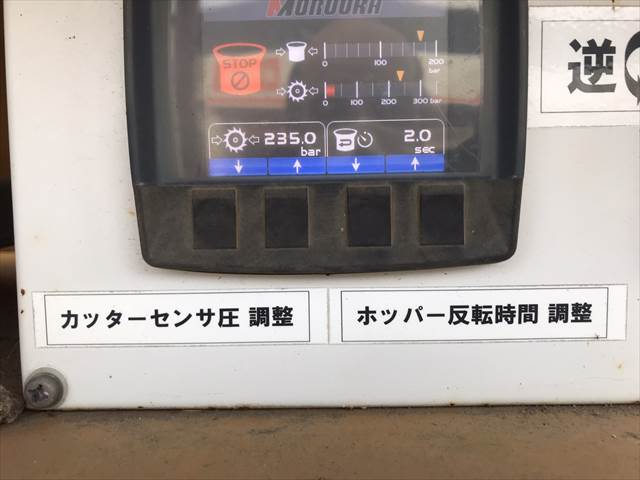 MOROOKA
STOP
0 100 200
bar
0 100 200 300 bar
235.0
bar
2.0
SEC
逆
カッターセンサ圧 調整
ホッパー反転時間 調整